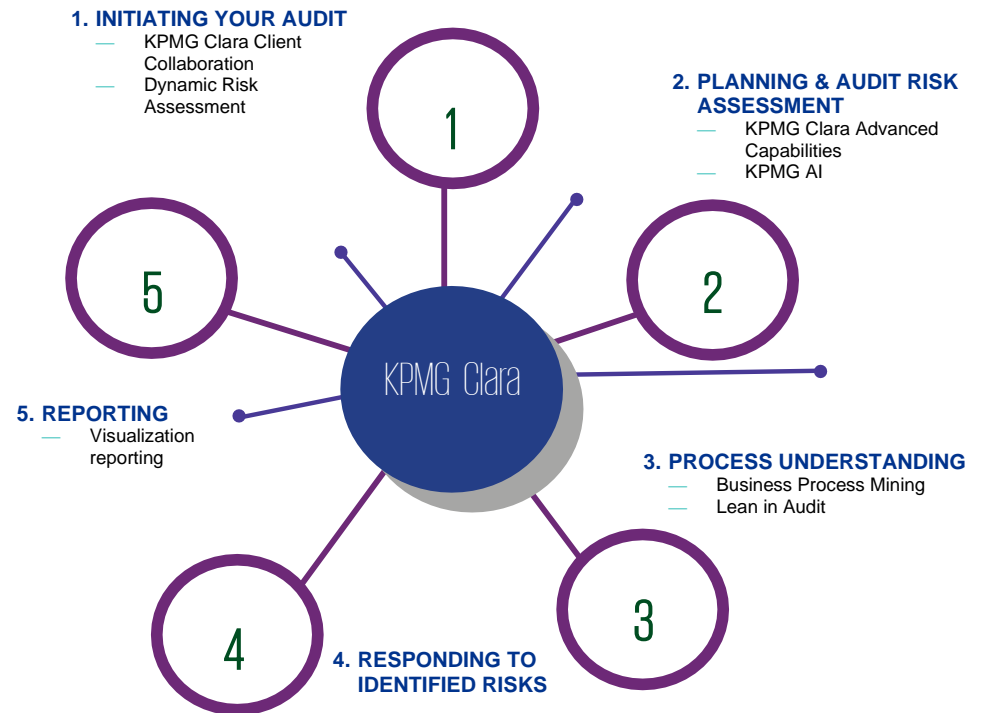 1. INITIATING YOUR AUDIT
— KPMG Clara Client
Collaboration
— Dynamic Risk
Assessment
1
2. PLANNING & AUDIT RISK
ASSESSMENT
— KPMG Clara Advanced
Capabilities
— KPMG AI
2
5
KPMG Clara
5. REPORTING
— Visualization
reporting
3. PROCESS UNDERSTANDING
— Business Process Mining
— Lean in Audit
3
4
4. RESPONDING TO
IDENTIFIED RISKS